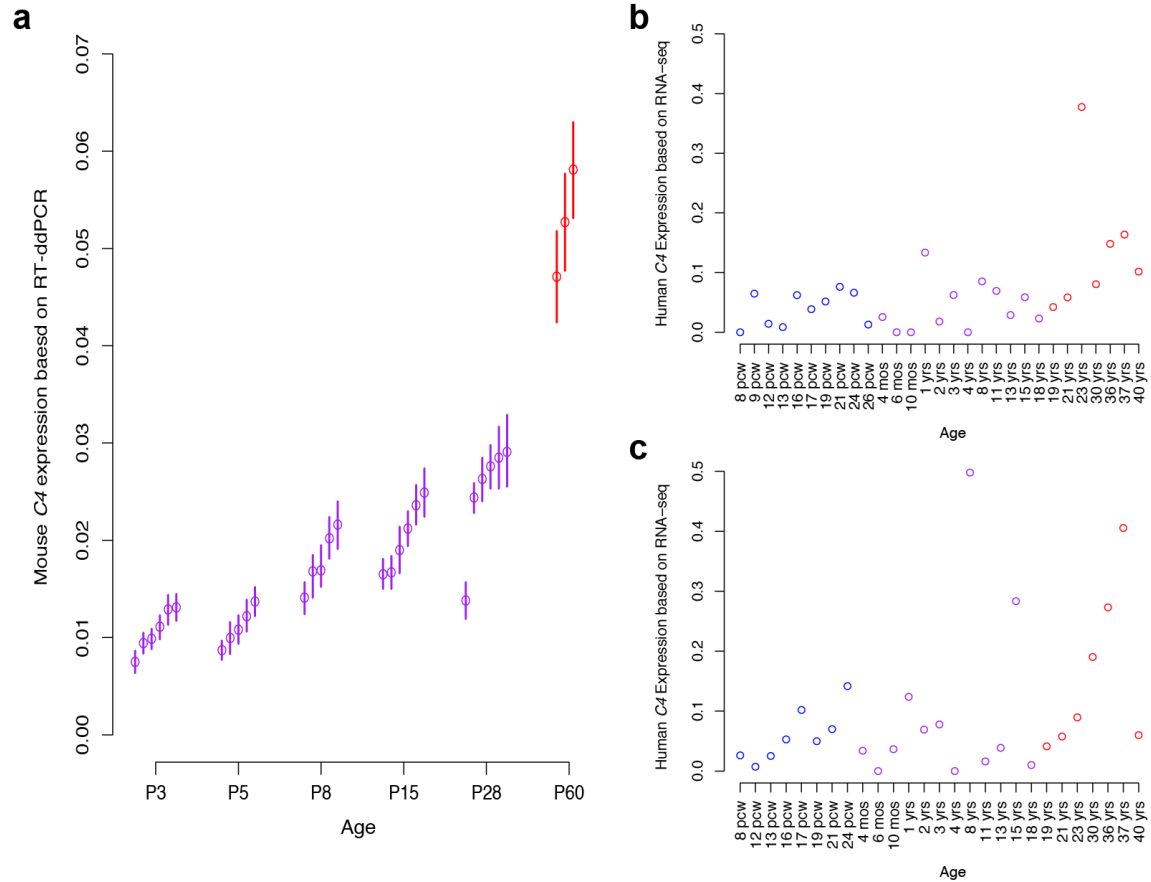 a
Mouse C4 expression baesd on RT-ddPCR
0.00 0.01 0.02 0.03 0.04 0.05 0.06 0.07
P3 P5 P8 P15 P28 P60
Age
b
Human C4 Expression based on RNA−seq
0.0 0.1 0.2 0.3 0.4 0.5
8 pcw 9 pcw 12 pcw 13 pcw 16 pcw 17 pcw 19 pcw 21 pcw 24 pcw 26 pcw 4 mos 6 mos 10 mos 1 yrs 2 yrs 3 yrs 4 yrs 8 yrs 11 yrs 13 yrs 15 yrs 18 yrs 19 yrs 21 yrs 23 yrs 30 yrs 36 yrs 37 yrs 40 yrs
Age
c
Human C4 Expression based on RNA−seq
0.0 0.1 0.2 0.3 0.4 0.5
8 pcw 12 pcw 13 pcw 16 pcw 17 pcw 19 pcw 21 pcw 24 pcw 4 mos 6 mos 10 mos 1 yrs 2 yrs 3 yrs 4 yrs 8 yrs 11 yrs 13 yrs 15 yrs 18 yrs 19 yrs 21 yrs 23 yrs 30 yrs 36 yrs 37 yrs 40 yrs
Age